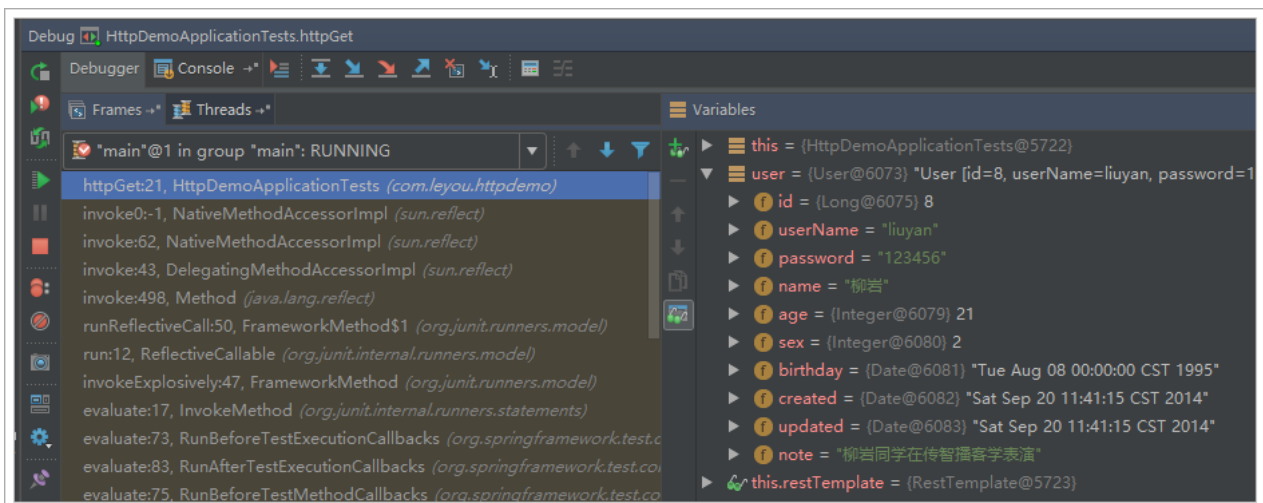 Debug HttpDemoApplicationTests.httpGet
Debugger Console
Frames Threads
"main"@1 in group "main": RUNNING
httpGet:21, HttpDemoApplicationTests (com.leyou.httpdemo)
invoke0:-1, NativeMethodAccessorImpl (sun.reflect)
invoke:62, NativeMethodAccessorImpl (sun.reflect)
invoke:43, DelegatingMethodAccessorImpl (sun.reflect)
invoke:498, Method (java.lang.reflect)
runReflectiveCall:50, FrameworkMethod$1 (org.junit.runners.model)
run:12, ReflectiveCallable (org.junit.internal.runners.model)
invokeExplosively:47, FrameworkMethod (org.junit.runners.model)
evaluate:17, InvokeMethod (org.junit.internal.runners.statements)
evaluate:73, RunBeforeTestExecutionCallbacks (org.springframework.test.c
evaluate:83, RunAfterTestExecutionCallbacks (org.springframework.test.co
evaluate:75, RunBeforeTestMethodCallbacks (org.springframework.test.co
Variables
this = {HttpDemoApplicationTests@5722}
user = {User@6073} "User [id=8, userName=liuyan, password=1
id = {Long@6075} 8
userName = "liuyan"
password = "123456"
name = "柳岩"
age = {Integer@6079} 21
sex = {Integer@6080} 2
birthday = {Date@6081} "Tue Aug 08 00:00:00 CST 1995"
created = {Date@6082} "Sat Sep 20 11:41:15 CST 2014"
updated = {Date@6083} "Sat Sep 20 11:41:15 CST 2014"
note = "柳岩同学在传智播客学表演"
this.restTemplate = {RestTemplate@5723}